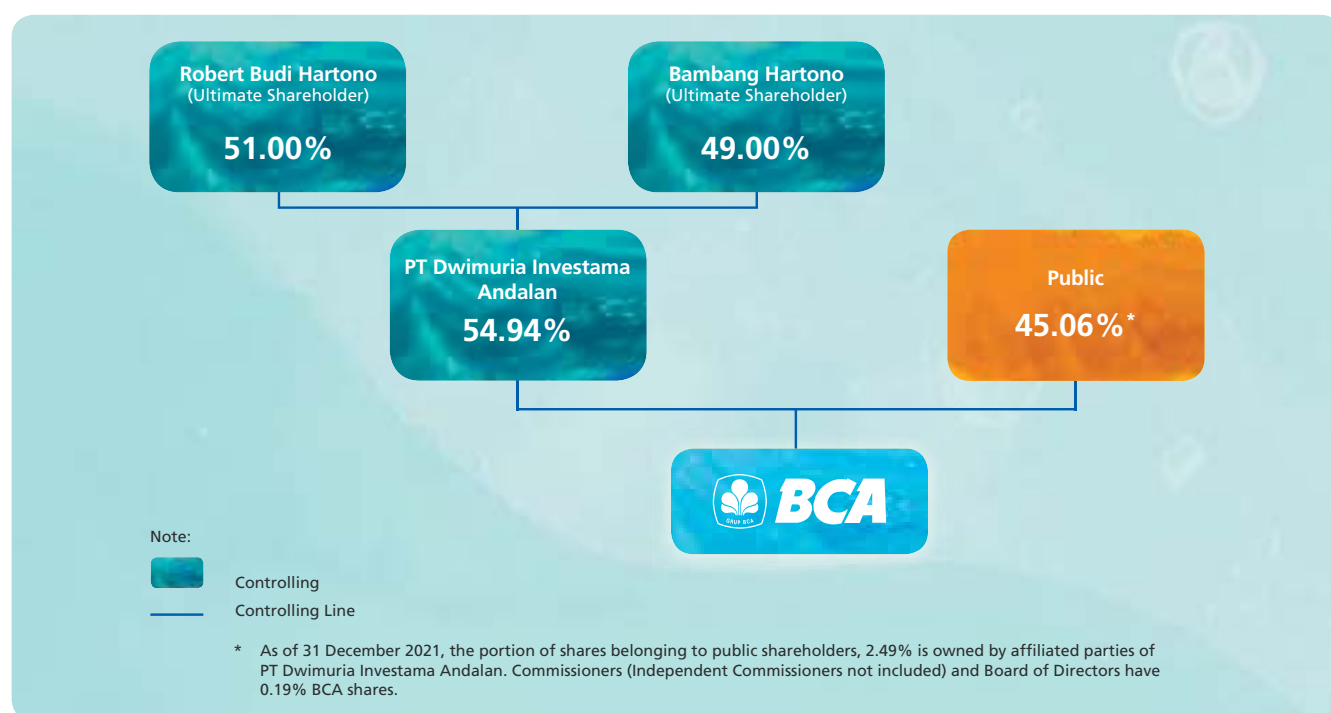 Robert Budi Hartono
(Ultimate Shareholder)
51.00%
Bambang Hartono
(Ultimate Shareholder)
49.00%
PT Dwimuria Investama
Andalan
54.94%
Public
45.06%*
GRUP BCA
BCA
Note:
Controlling
Controlling Line
* As of 31 December 2021, the portion of shares belonging to public shareholders, 2.49% is owned by affiliated parties of
PT Dwimuria Investama Andalan. Commissioners (Independent Commissioners not included) and Board of Directors have
0.19% BCA shares.